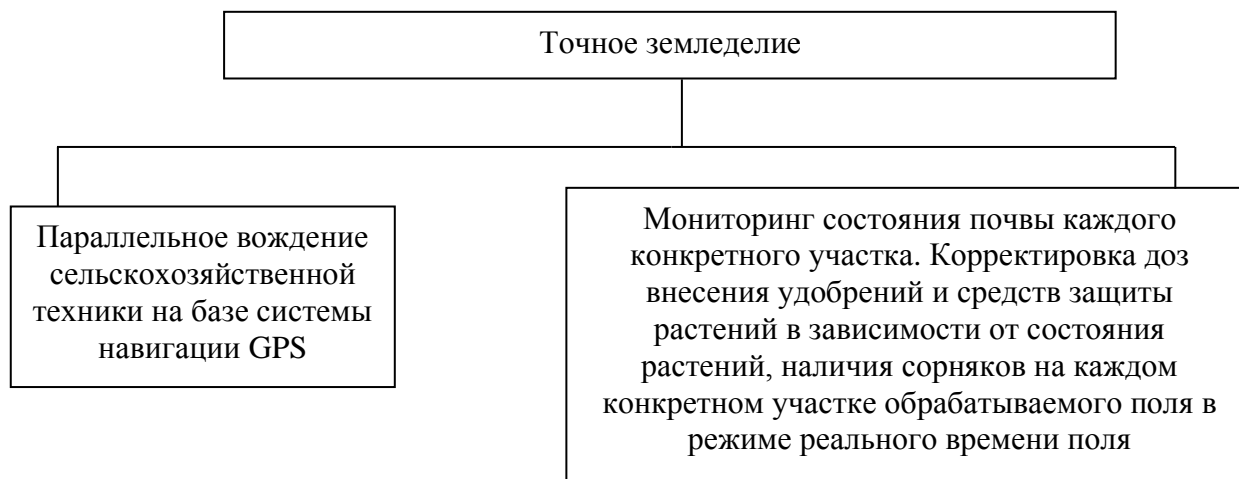 Точное земледелие
Параллельное вождение
сельскохозяйственной
техники на базе системы
навигации GPS
Мониторинг состояния почвы каждого
конкретного участка. Корректировка доз
внесения удобрений и средств защиты
растений в зависимости от состояния
растений, наличия сорняков на каждом
конкретном участке обрабатываемого поля в
режиме реального времени поля